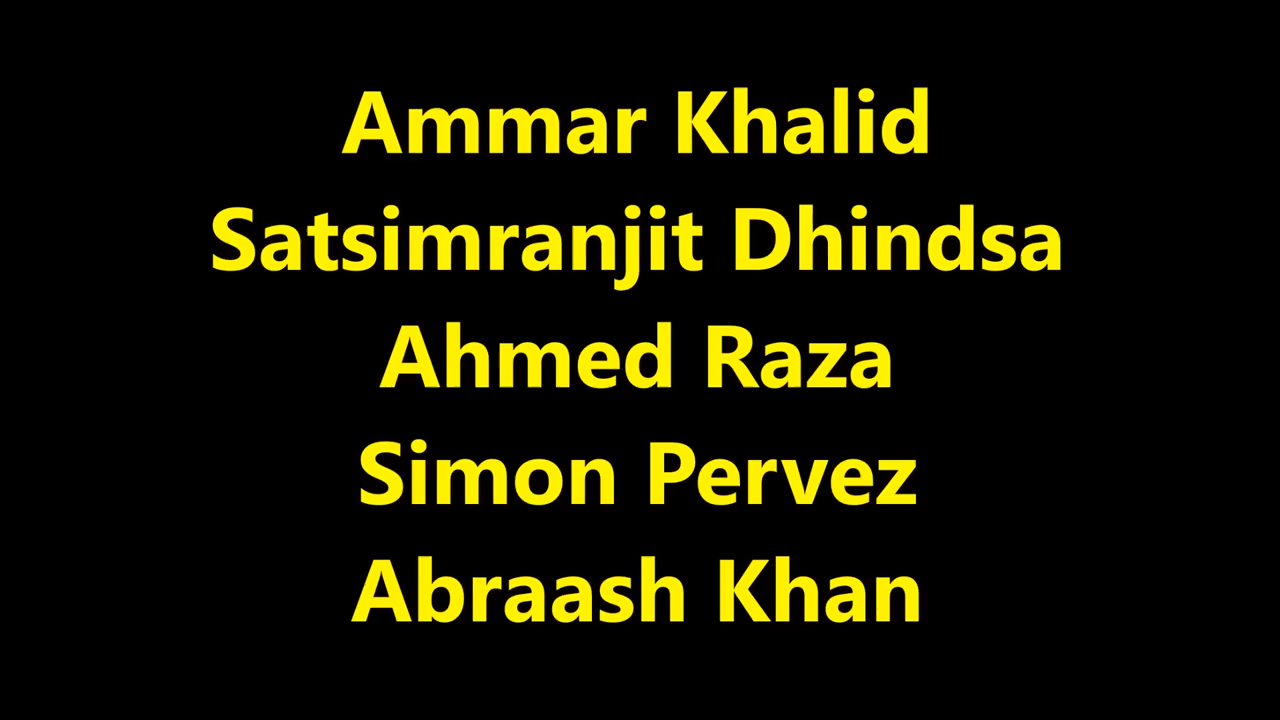 Ammar Khalid
Satsimranjit Dhindsa
Ahmed Raza
Simon Pervez
Abraash Khan